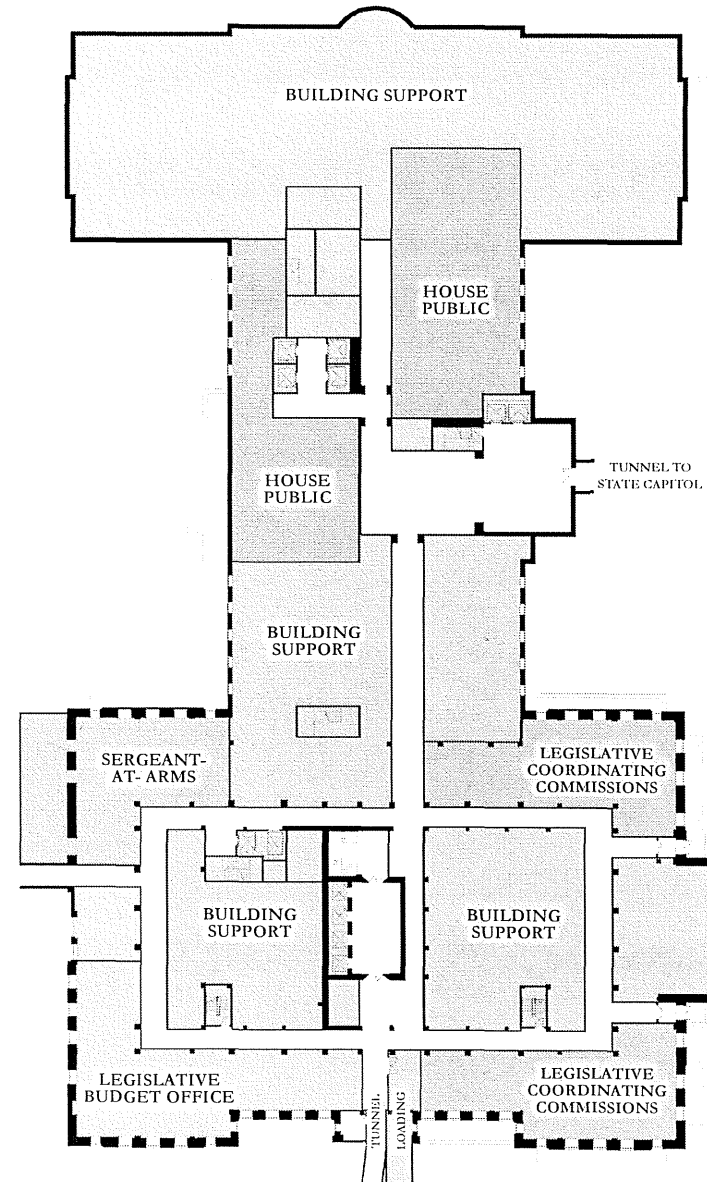 BUILDING SUPPORT
HOUSE
PUBLIC
HOUSE
PUBLIC
TUNNEL TO
STATE CAPITOL
BUILDING
SUPPORT
SERGEANT-
AT- ARMS
LEGISLATIVE
COORDINATING
COMMISSIONS
BUILDING
SUPPORT
BUILDING
SUPPORT
LEGISLATIVE
BUDGET OFFICE
TUNNEL
LOADING
LEGISLATIVE
COORDINATING
COMMISSIONS